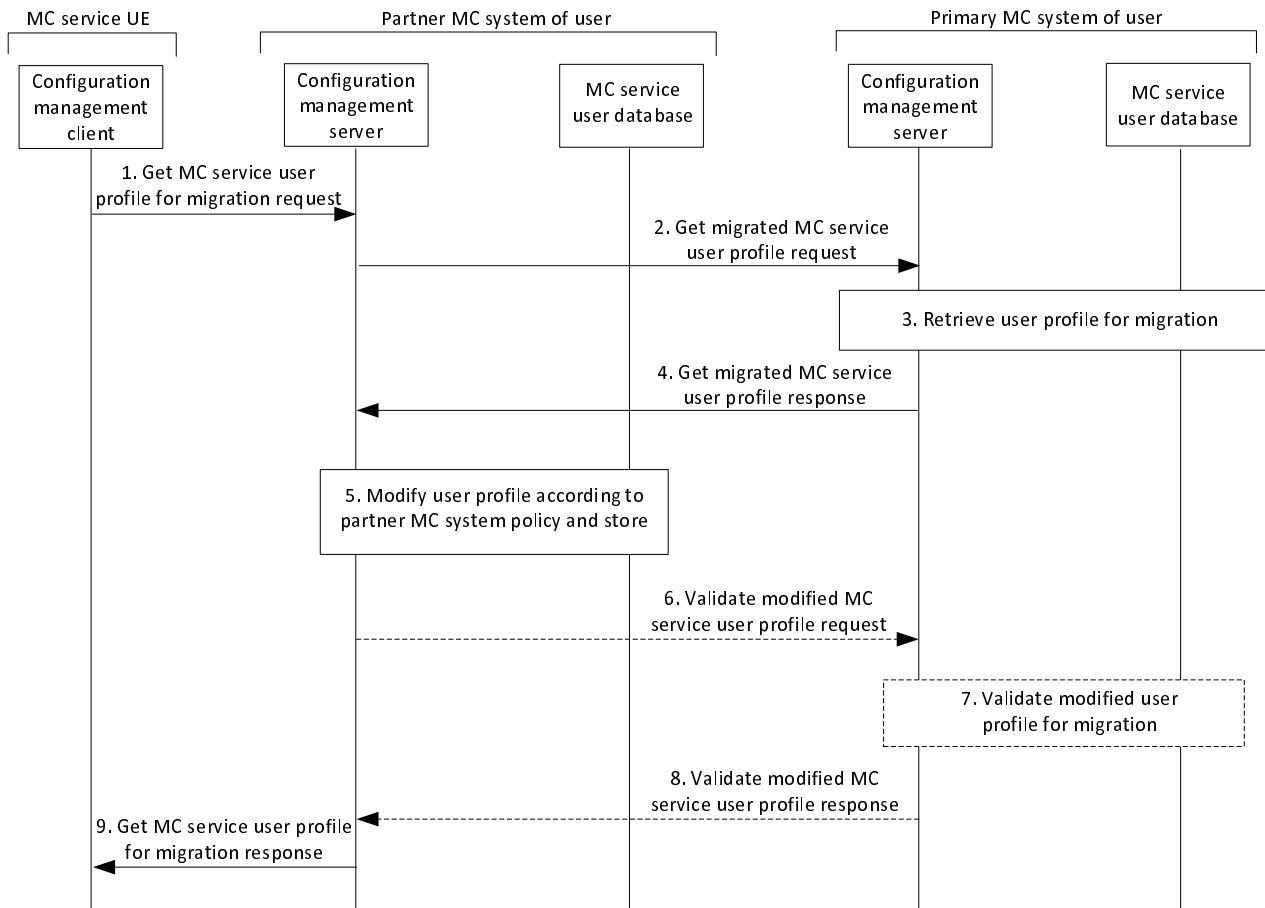 MC service UE
Partner MC system of user
Primary MC system of user
Configuration
management
client
Configuration
management
server
MC service
user database
Configuration
management
server
MC service
user database
1. Get MC service user
profile for migration request
2. Get migrated MC service
user profile request
3. Retrieve user profile for migration
4. Get migrated MC service
user profile response
5. Modify user profile according to
partner MC system policy and store
6. Validate modified MC
service user profile request
7. Validate modified user
profile for migration
8. Validate modified MC
service user profile response
9. Get MC service user profile
for migration response